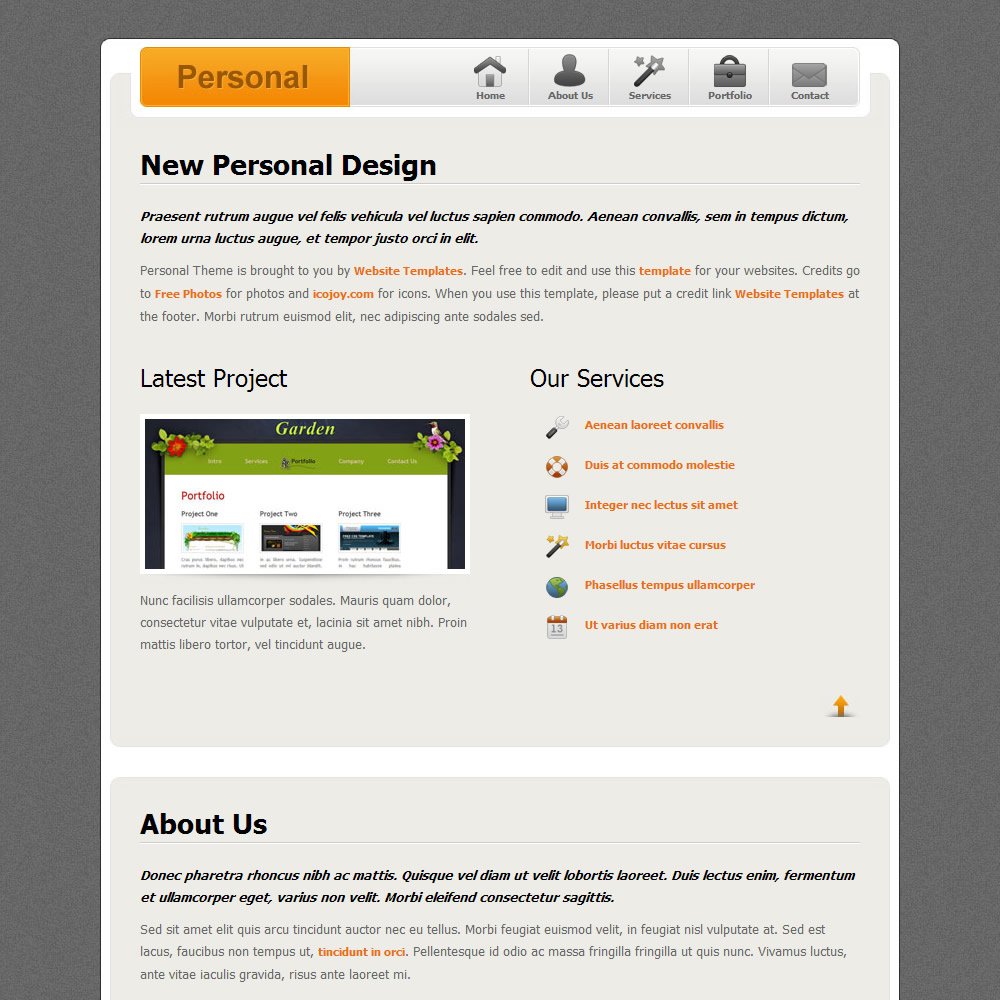 Personal
Home
About Us
Services
Portfolio
Contact
New Personal Design
Praesent rutrum augue vel felis vehicula vel luctus sapien commodo. Aenean convallis, sem in tempus dictum,
lorem urna luctus augue, et tempor justo orci in elit.
Personal Theme is brought to you by Website Templates. Feel free to edit and use this template for your websites. Credits go
to Free Photos for photos and icojoy.com for icons. When you use this template, please put a credit link Website Templates at
the footer. Morbi rutrum euismod elit, nec adipiscing ante sodales sed.
Latest Project
Garden
Intro
Services
Portfolio
Company
Contact Us
Portfolio
Project One
Project Two
Project Three
Nunc facilisis ullamcorper sodales. Mauris quam dolor,
consectetur vitae vulputate et, lacinia sit amet nibh. Proin
mattis libero tortor, vel tincidunt augue.
Our Services
Aenean laoreet convallis
Duis at commodo molestie
Integer nec lectus sit amet
Morbi luctus vitae cursus
Phasellus tempus ullamcorper
13
Ut varius diam non erat
About Us
Donec pharetra rhoncus nibh ac mattis. Quisque vel diam ut velit lobortis laoreet. Duis lectus enim, fermentum
et ullamcorper eget, varius non velit. Morbi eleifend consectetur sagittis.
Sed sit amet elit quis arcu tincidunt auctor nec eu tellus. Morbi feugiat euismod velit, in feugiat nisl vulputate at. Sed est
lacus, faucibus non tempus ut, tincidunt in orci. Pellentesque id odio ac massa fringilla fringilla ut quis nunc. Vivamus luctus,
ante vitae iaculis gravida, risus ante laoreet mi.